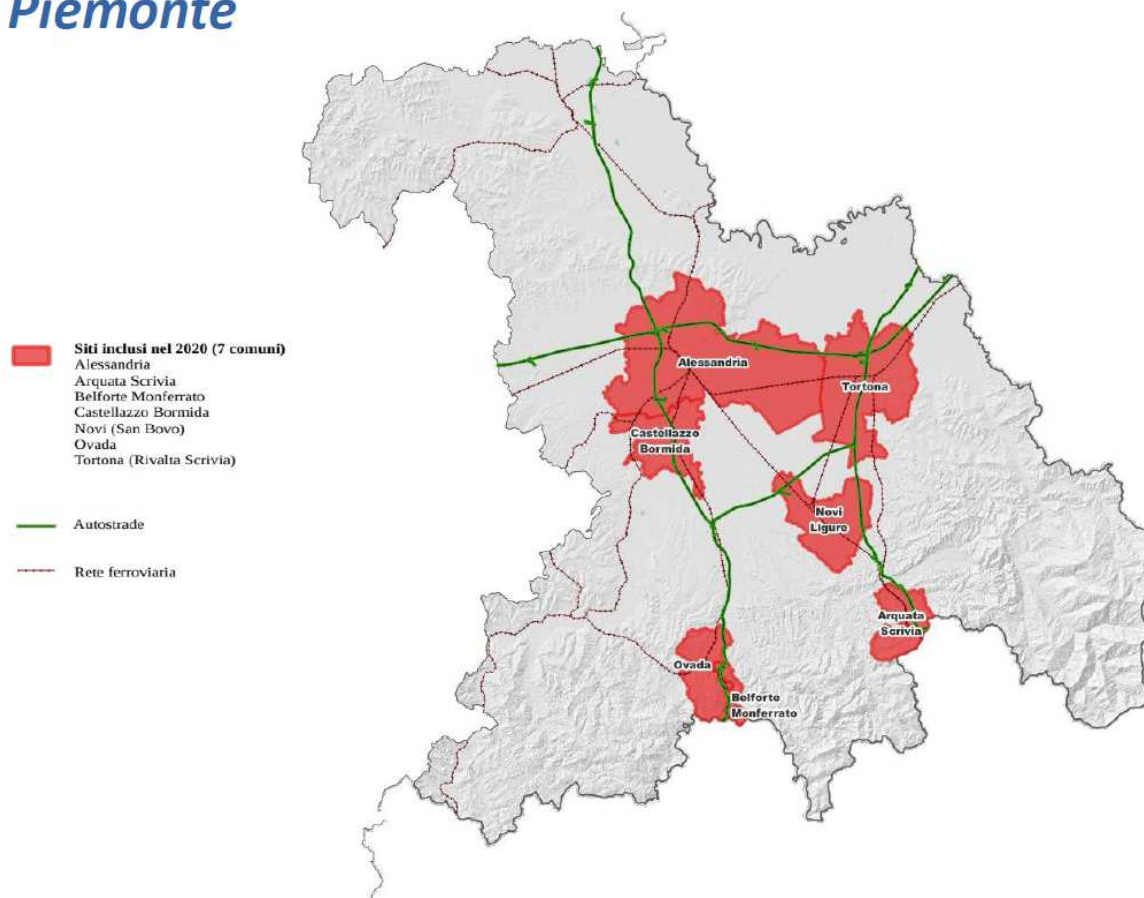 Piemonte
Siti inclusi nel 2020 (7 comuni)
Alessandria
Arquata Scrivia
Belforte Monferrato
Castellazzo Bormida
Novi (San Bovo)
Ovada
Tortona (Rivalta Scrivia)
Autostrade
Rete ferroviaria
Alessandria
Tortona
Castellazzo
Bormida
Novi
Ligure
Arquata
Scrivia
Ovada
Belforte
Monferrato